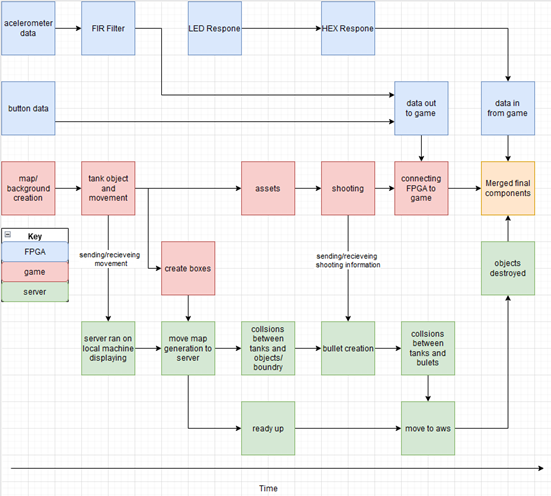 acelerometer
data
FIR Filter
LED Respone
HEX Respone
button data
data out
to game
data in
from game
map/
background
creation
tank object
and
movement
assets
shooting
connecting
FPGA to
game
Merged final
components
Key
FPGA
game
server
sending/recieveing
movement
create boxes
sending/recieveing
shooting information
objects
destroyed
server ran on
local machine
displaying
move map
generation to
server
collsions
between
tanks and
objects/
boundry
bullet creation
collsions
between
tanks and
bulets
ready up
move to aws
Time